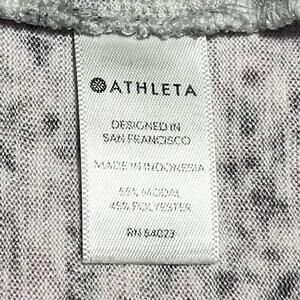 ATHLETA
DESIGNED IN
SAN FRANCISCO
MADE IN INDONESIA
55% MODAL
45% POLYESTER
RN 54023